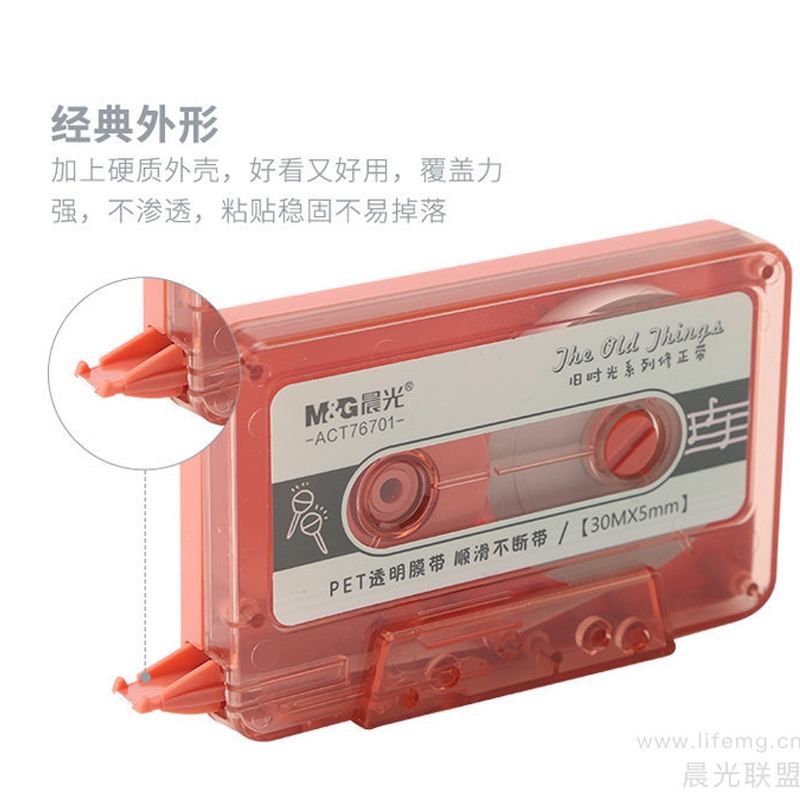 经典外形
加上硬质外壳，好看又好用，覆盖力
强，不渗透，粘贴稳固不易掉落
The Old Things
旧时光系列修正带
M&G晨光®
-ACT76701-
PET透明膜带 顺滑不断带 / 【30MX5mm】
www.lifemg.cn
晨光联盟